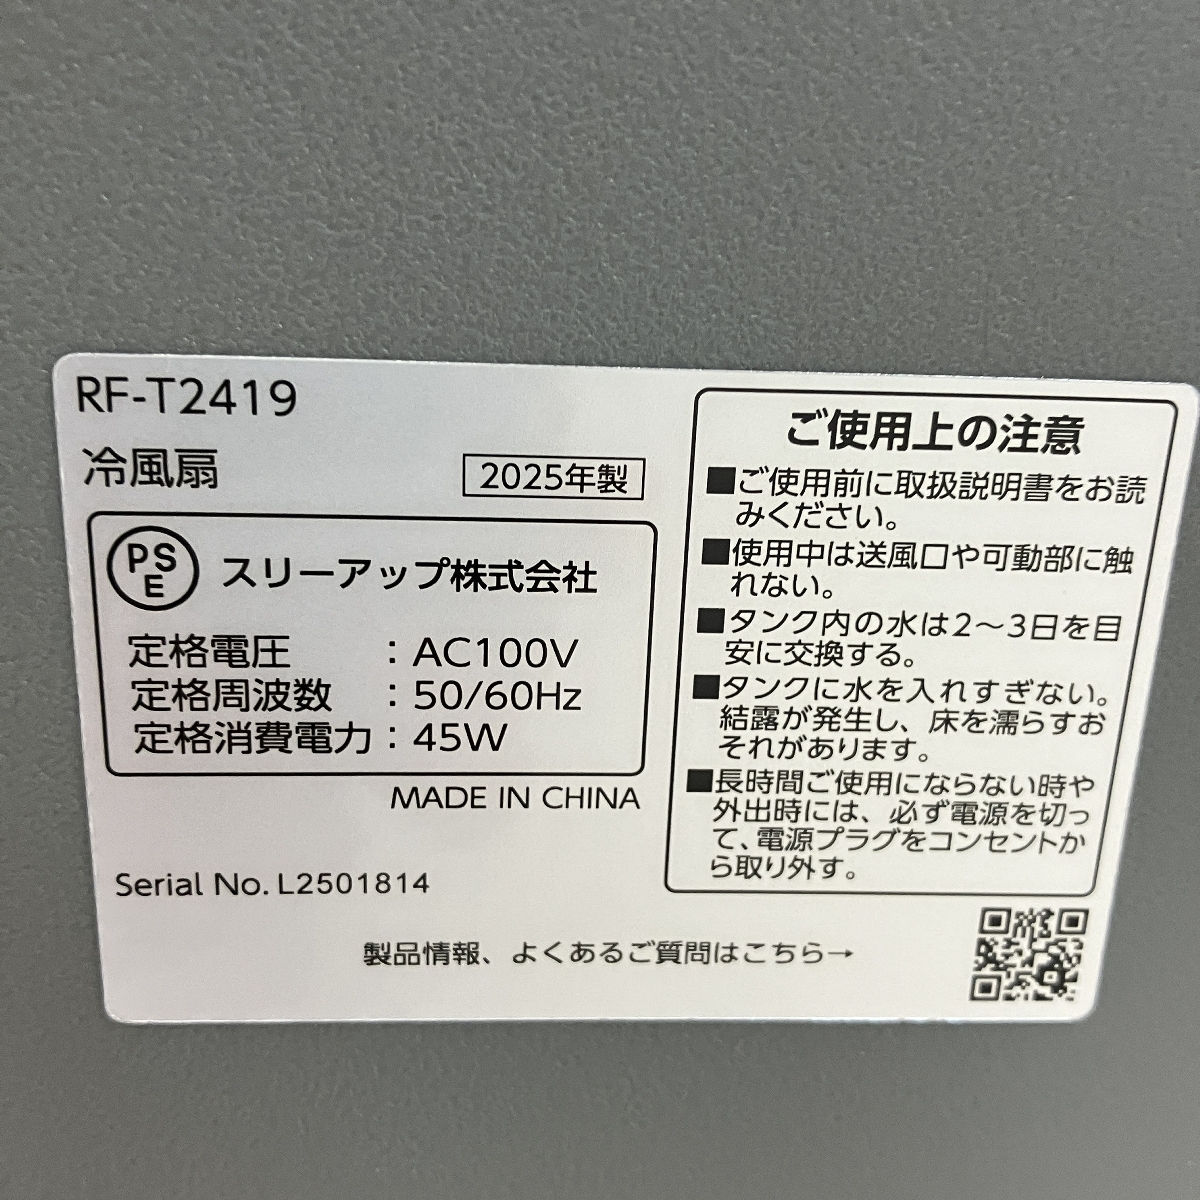 RF-T2419
冷風扇
2025年製
PSE
スリーアップ株式会社
定格電圧 : AC100V
定格周波数 : 50/60Hz
定格消費電力 : 45W
MADE IN CHINA
Serial No. L2501814
ご使用上の注意
■ご使用前に取扱説明書をお読
みください。
■使用中は送風口や可動部に触
れない。
■タンク内の水は2～3日を目
安に交換する。
■タンクに水を入れすぎない。
結露が発生し、床を濡らすお
それがあります。
■長時間ご使用にならない時や
外出時には、必ず電源を切っ
て、電源プラグをコンセントか
ら取り外す。
製品情報、よくあるご質問はこちら→